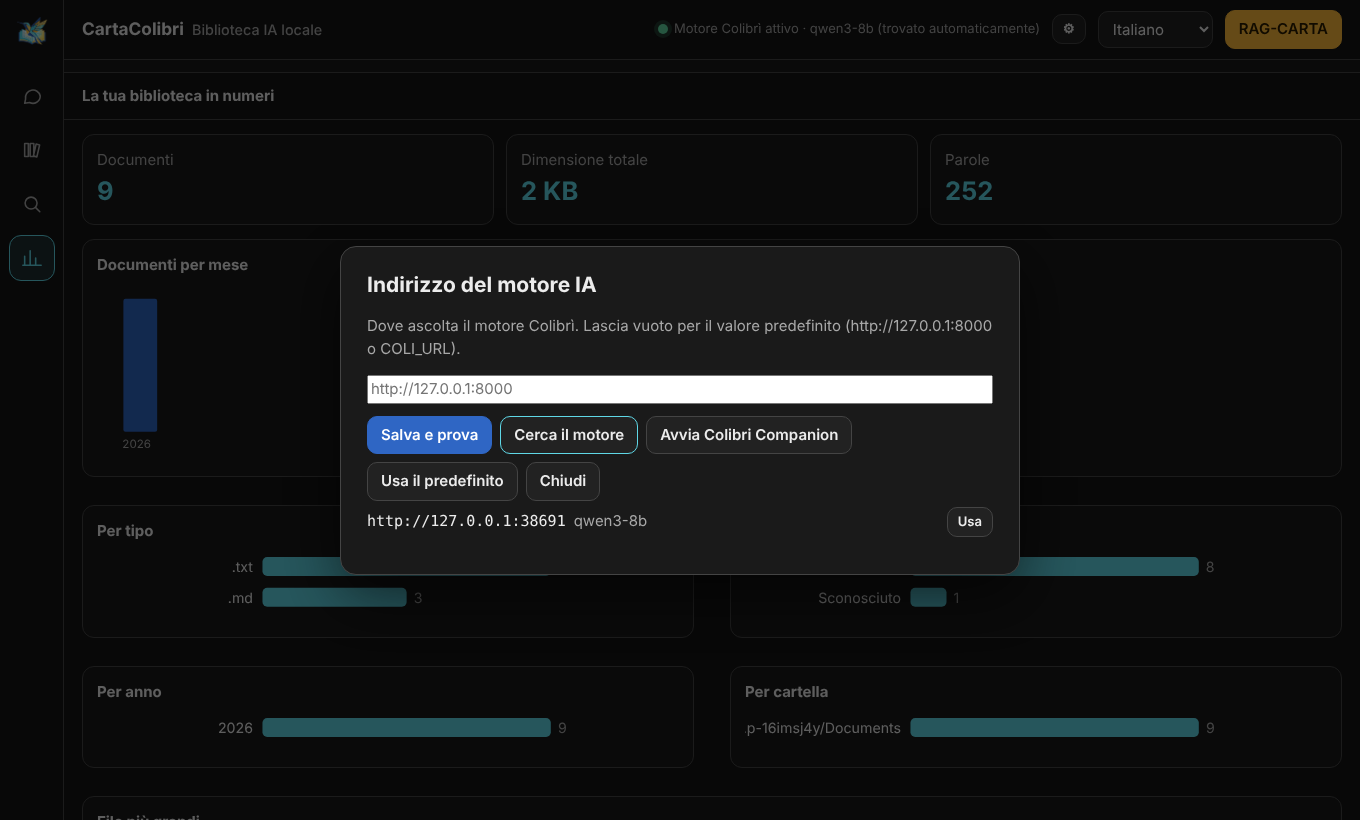 CartaColibri Biblioteca IA locale
Motore Colibrì attivo · qwen3-8b (trovato automaticamente)
Italiano
RAG-CARTA
La tua biblioteca in numeri
Documenti
9
Dimensione totale
2 KB
Parole
252
Documenti per mese
2026
Indirizzo del motore IA
Dove ascolta il motore Colibrì. Lascia vuoto per il valore predefinito (http://127.0.0.1:8000
o COLI_URL).
http://127.0.0.1:8000
Salva e prova
Cerca il motore
Avvia Colibri Companion
Usa il predefinito
Chiudi
http://127.0.0.1:38691 qwen3-8b
Usa
Per tipo
.txt
.md 3
8
Sconosciuto 1
Per anno
2026 9
Per cartella
.p-16imsj4y/Documents 9